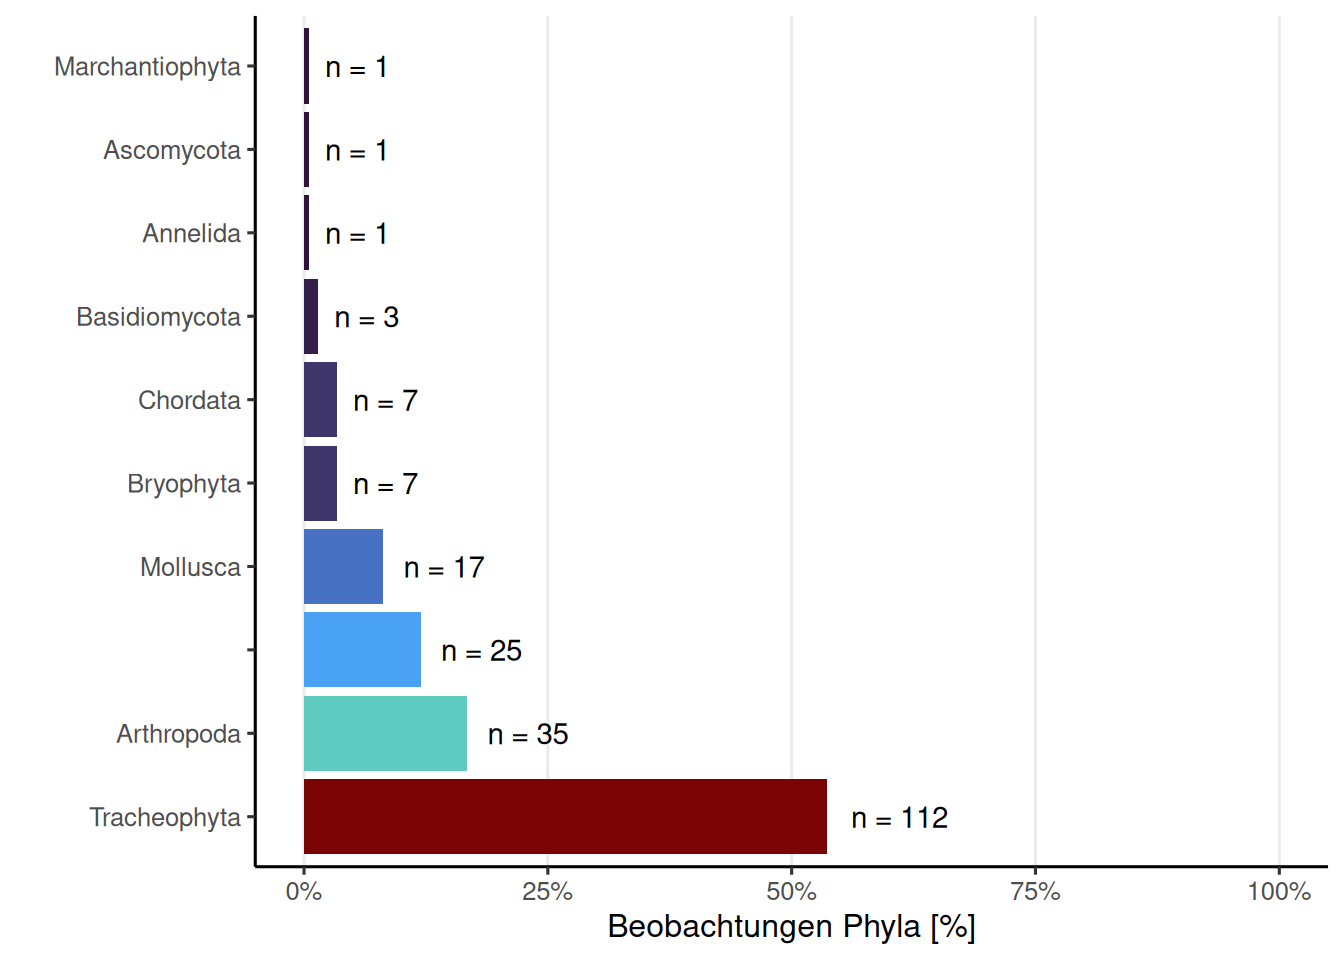 Marchantiophyta n = 1
Ascomycota n = 1
Annelida n = 1
Basidiomycota n = 3
Chordata n = 7
Bryophyta n = 7
Mollusca n = 17
n = 25
Arthropoda n = 35
Tracheophyta n = 112
0% 25% 50% 75% 100%
Beobachtungen Phyla [%]